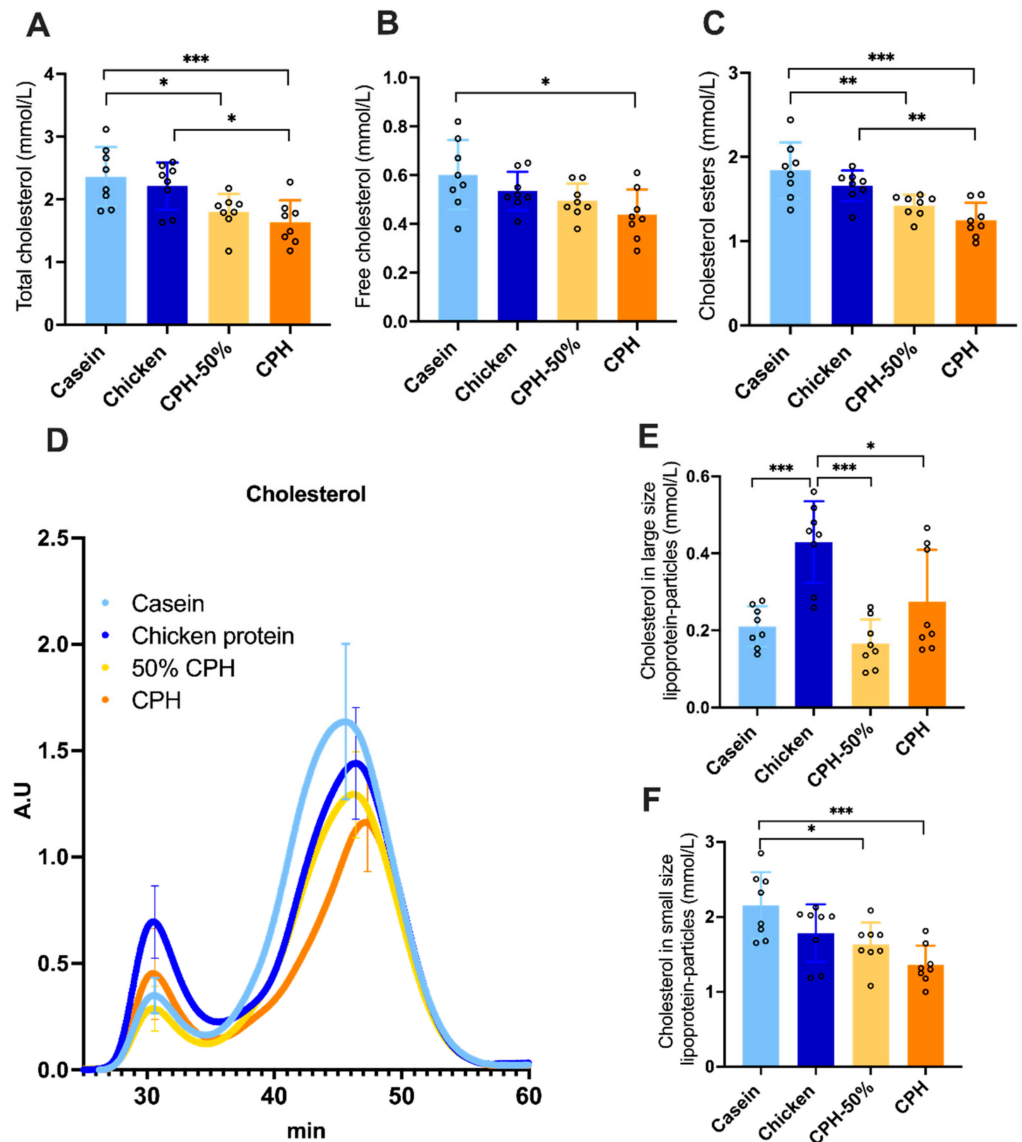 A
Total cholesterol (mmol/L)
4
3
2
1
0
***
*
*
Casein
Chicken
CPH-50%
CPH
B
Free cholesterol (mmol/L)
1.0
0.8
0.6
0.4
0.2
0.0
*
Casein
Chicken
CPH-50%
CPH
C
Cholesterol esters (mmol/L)
3
2
1
0
***
**
**
Casein
Chicken
CPH-50%
CPH
D
Cholesterol
A.U
2.5
2.0
1.5
1.0
0.5
0.0
Casein
Chicken protein
50% CPH
CPH
30
40
50
60
min
E
Cholesterol in large size
lipoprotein-particles (mmol/L)
0.6
0.4
0.2
0.0
***
***
*
Casein
Chicken
CPH-50%
CPH
F
Cholesterol in small size
lipoprotein-particles (mmol/L)
3
2
1
0
***
*
Casein
Chicken
CPH-50%
CPH